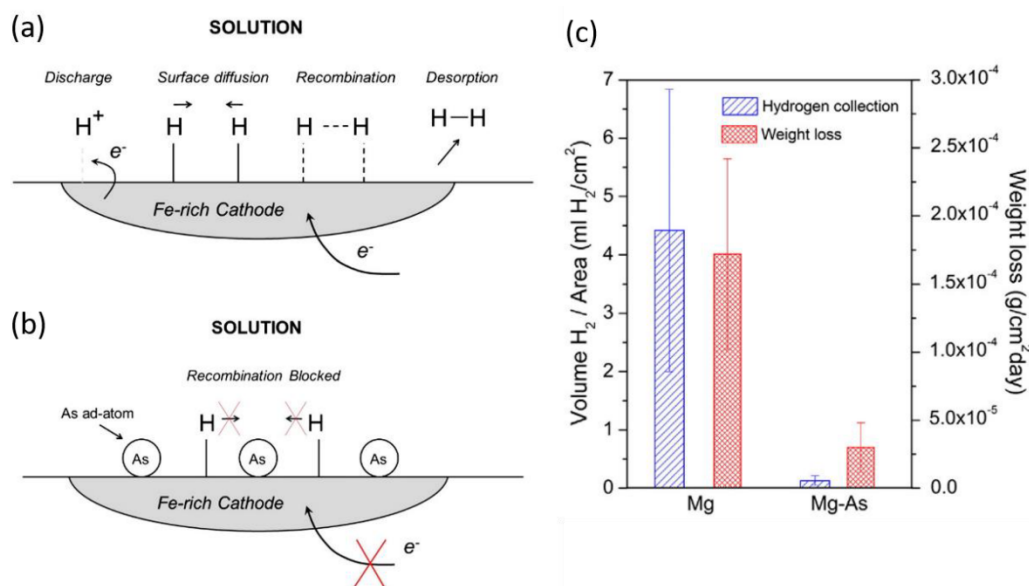 (a)
SOLUTION
Discharge Surface diffusion Recombination Desorption
H⁺ H H H---H H—H
e⁻
Fe-rich Cathode
e⁻
(b)
SOLUTION
Recombination Blocked
As ad-atom
H H
As As As
Fe-rich Cathode
e⁻
(c)
Volume H₂ / Area (ml H₂/cm²)
7
6
5
4
3
2
1
0
Hydrogen collection
Weight loss
3.0x10⁻⁴
2.5x10⁻⁴
2.0x10⁻⁴
1.5x10⁻⁴
1.0x10⁻⁴
5.0x10⁻⁵
0.0
Weight loss (g/cm²day)
Mg Mg-As